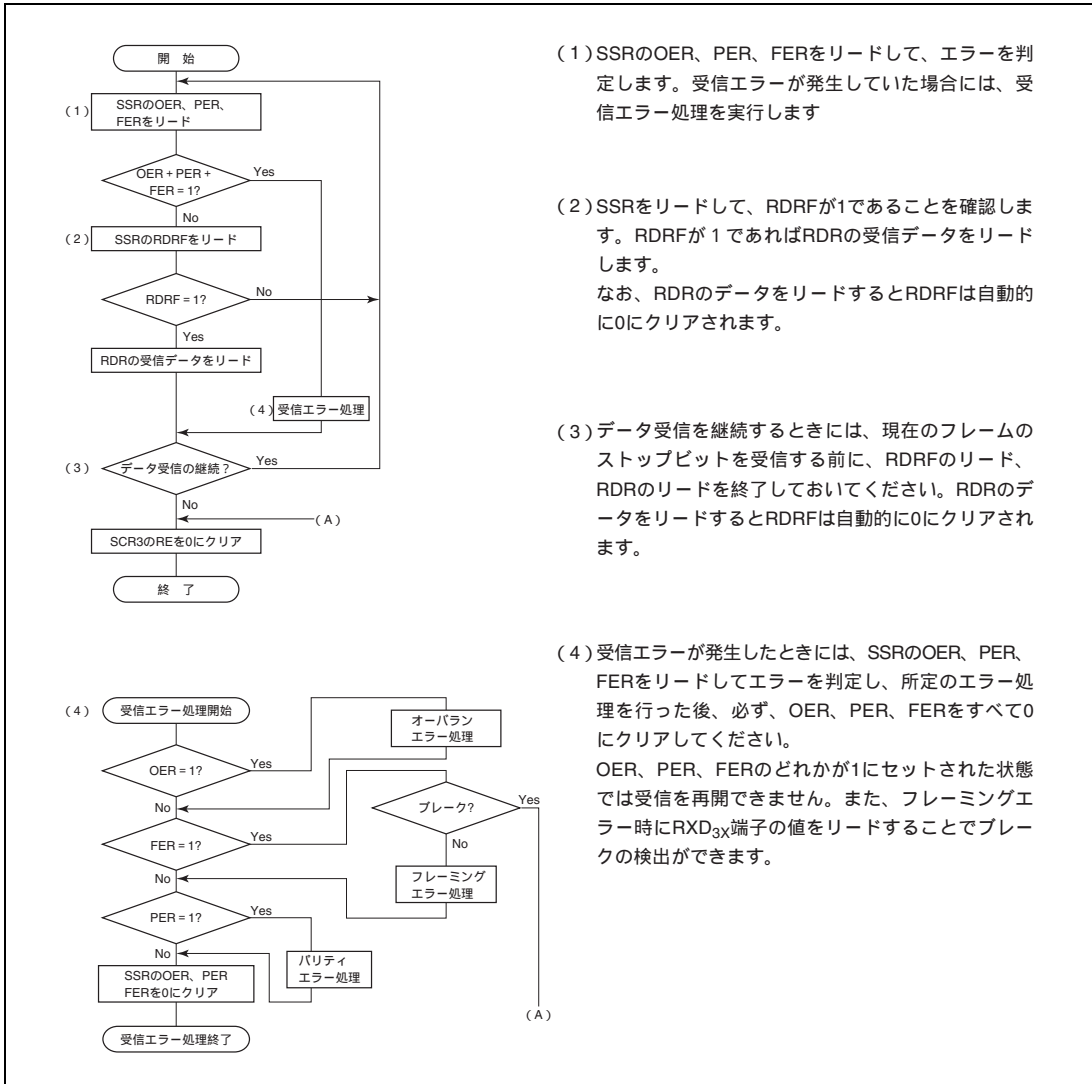 開 始
(1)
SSRのOER、PER、
FERをリード
OER + PER +
FER = 1?
Yes
No
(2)
SSRのRDRFをリード
RDRF = 1?
No
Yes
RDRの受信データをリード
(4)
受信エラー処理
(3)
データ受信の継続？
Yes
No
(A)
SCR3のREを0にクリア
終 了
(4)
受信エラー処理開始
OER = 1?
Yes
オーバラン
エラー処理
No
FER = 1?
Yes
ブレーク?
Yes
No
フレーミング
エラー処理
No
PER = 1?
Yes
パリティ
エラー処理
No
SSRのOER、PER
FERを0にクリア
(A)
受信エラー処理終了
(1)SSRのOER、PER、FERをリードして、エラーを判
定します。受信エラーが発生していた場合には、受
信エラー処理を実行します
(2)SSRをリードして、RDRFが1であることを確認しま
す。RDRFが 1 であればRDRの受信データをリード
します。
なお、RDRのデータをリードするとRDRFは自動的
に0にクリアされます。
(3)データ受信を継続するときには、現在のフレームの
ストップビットを受信する前に、RDRFのリード、
RDRのリードを終了しておいてください。RDRのデ
ータをリードするとRDRFは自動的に0にクリアされ
ます。
(4)受信エラーが発生したときには、SSRのOER、PER、
FERをリードしてエラーを判定し、所定のエラー処
理を行った後、必ず、OER、PER、FERをすべて0
にクリアしてください。
OER、PER、FERのどれかが1にセットされた状態
では受信を再開できません。また、フレーミングエ
ラー時にRXD3X端子の値をリードすることでブレー
クの検出ができます。